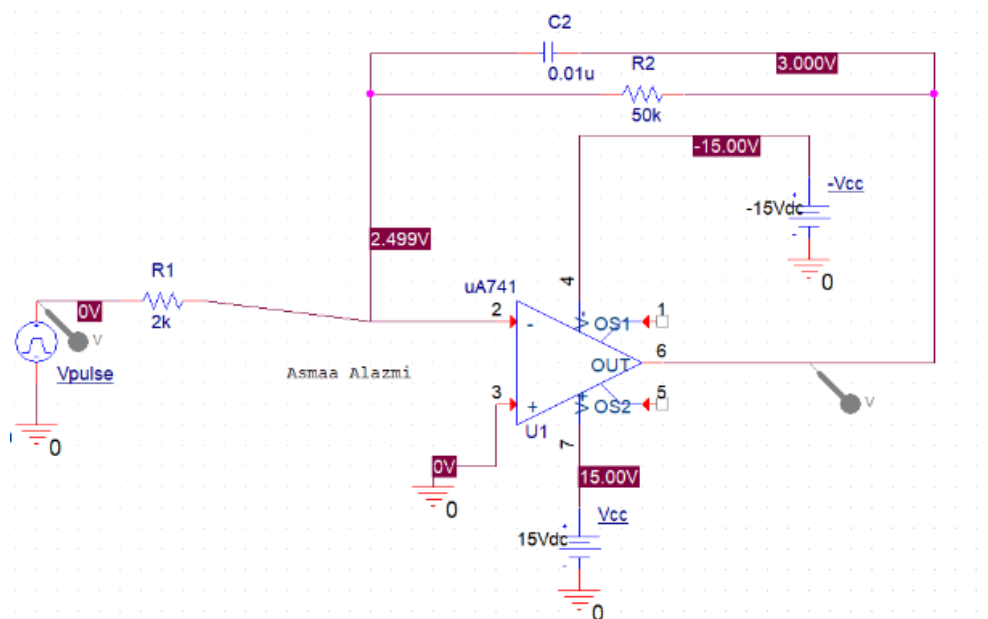 C2
0.01u
3.000V
R2
50k
-15.00V
-Vcc
-15Vdc
0
2.499V
R1
2k
0V
V
Vpulse
0
Asmaa Alazmi
uA741
4
2
-
V-
OS1
1
OUT
6
3
+
V+
OS2
5
U1
7
V
0V
0
15.00V
Vcc
15Vdc
0